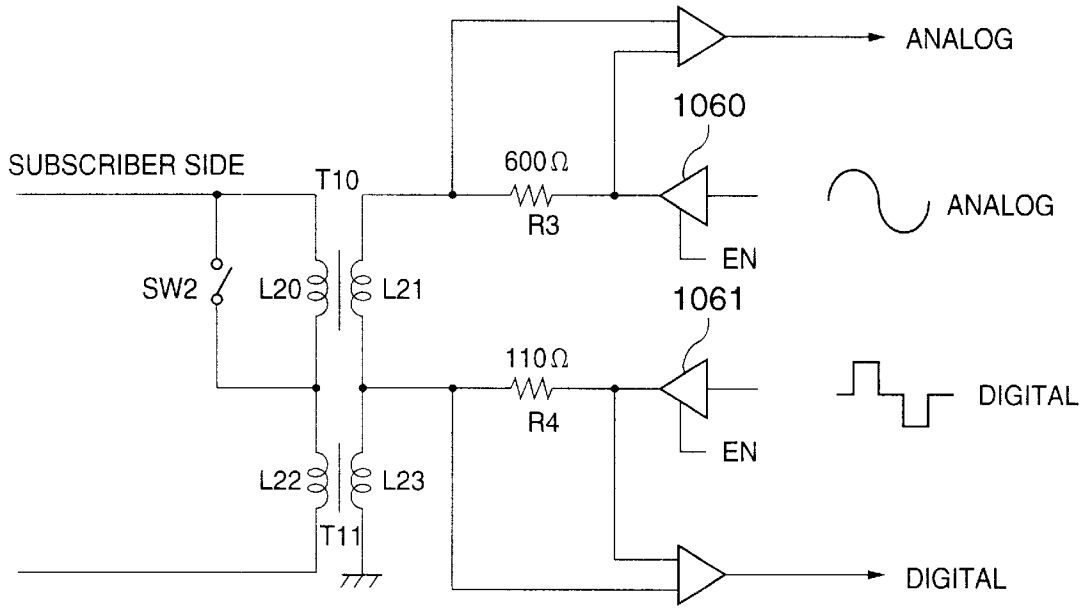 ANALOG
1060
SUBSCRIBER SIDE
T10
600Ω
R3
ANALOG
EN
SW2
L20
L21
1061
110Ω
R4
DIGITAL
EN
L22
L23
T11
DIGITAL